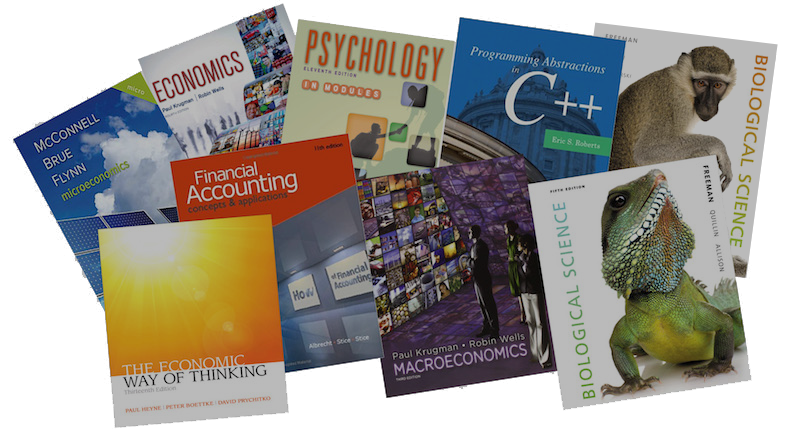 micro
McCONNELL
BRUE
FLYNN
microeconomics
ECONOMICS
Paul Krugman | Robin Wells
PSYCHOLOGY
ELEVENTH EDITION
IN MODULES
Programming Abstractions
in
C++
Eric S. Roberts
FREEMAN
BIOLOGICAL SCIENCE
11th edition
Financial
Accounting
concepts & applications
How
Financial
Accounting
Albrecht · Stice · Stice
THE ECONOMIC
WAY OF THINKING
Thirteenth Edition
PAUL HEYNE | PETER BOETTKE | DAVID PRYCHITKO
Paul Krugman • Robin Wells
MACROECONOMICS
THIRD EDITION
FIFTH EDITION
BIOLOGICAL SCIENCE
FREEMAN
QUILLIN
ALLISON